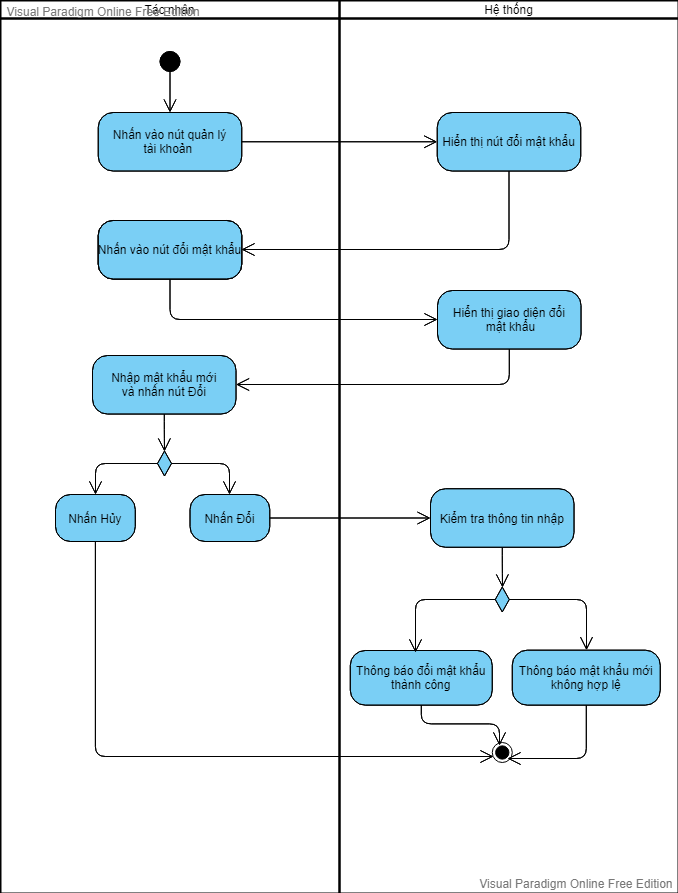 Visual Paradigm Online Free Edition
Tác nhân
Hệ thống
Nhấn vào nút quản lý
tài khoản
Hiển thị nút đổi mật khẩu
Nhấn vào nút đổi mật khẩu
Hiển thị giao diện đổi
mật khẩu
Nhập mật khẩu mới
và nhấn nút Đổi
Nhấn Hủy
Nhấn Đổi
Kiểm tra thông tin nhập
Thông báo đổi mật khẩu
thành công
Thông báo mật khẩu mới
không hợp lệ
Visual Paradigm Online Free Edition